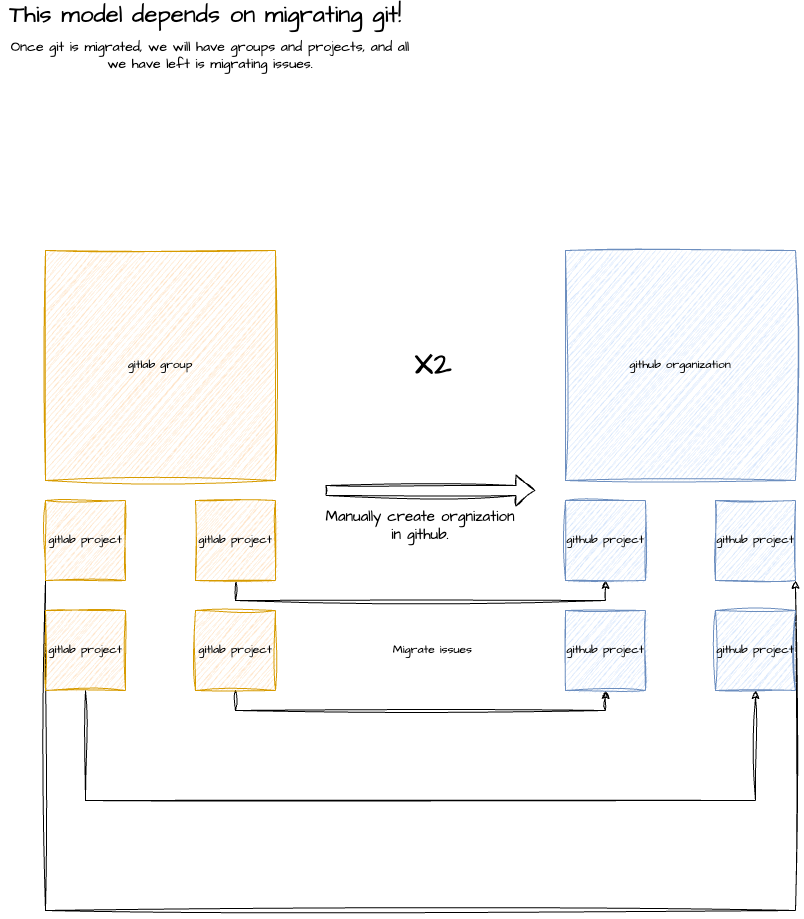 This model depends on migrating git!
Once git is migrated, we will have groups and projects, and all
we have left is migrating issues.
gitlab group
X2
github organization
Manually create orgnization
in github.
gitlab project
gitlab project
github project
github project
gitlab project
gitlab project
Migrate issues
github project
github project